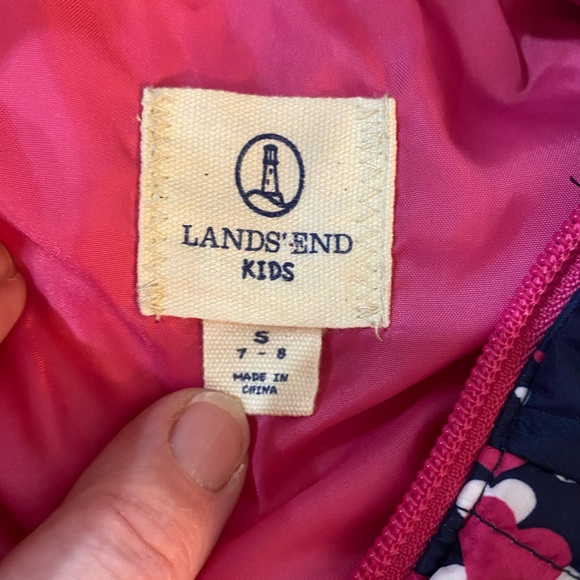 LANDS'END
KIDS
S
7 - 8
MADE IN
CHINA